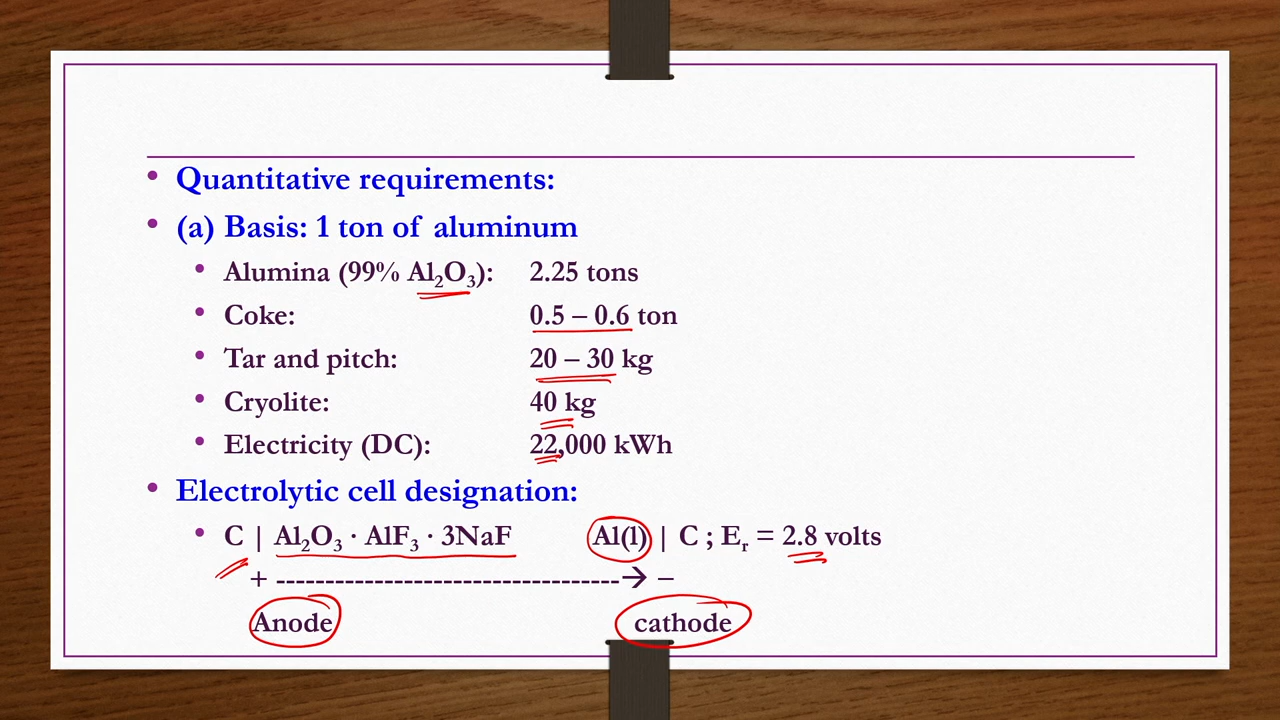 • Quantitative requirements:
• (a) Basis: 1 ton of aluminum
• Alumina (99% Al₂O₃): 2.25 tons
• Coke: 0.5 – 0.6 ton
• Tar and pitch: 20 – 30 kg
• Cryolite: 40 kg
• Electricity (DC): 22,000 kWh
• Electrolytic cell designation:
• C | Al₂O₃ · AlF₃ · 3NaF Al(l) | C ; Eᵣ = 2.8 volts
+ -----------------------------------→ –
Anode cathode